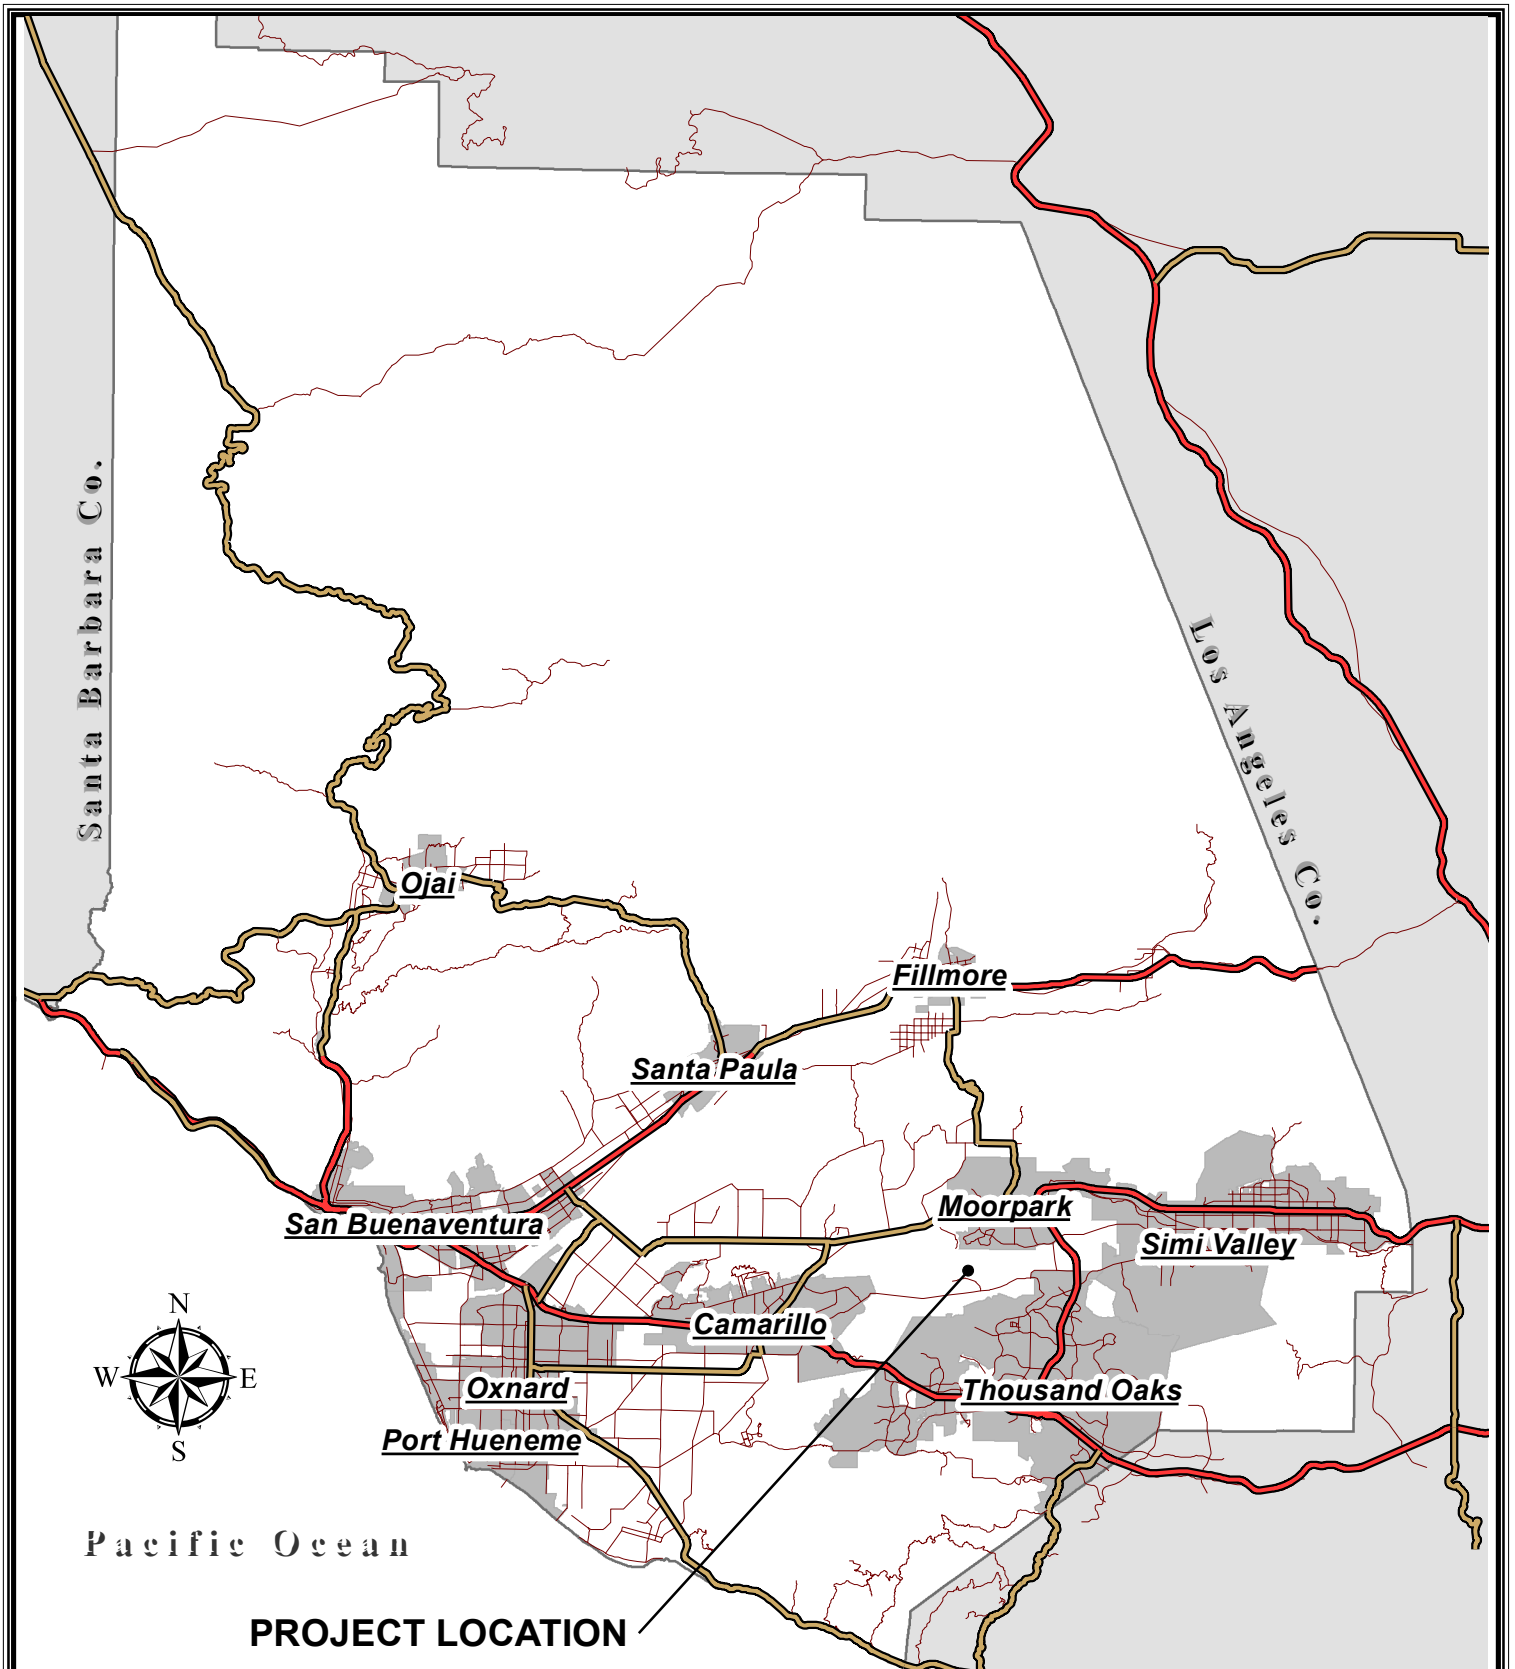 Santa Barbara Co.
Los Angeles Co.
Ojai
Fillmore
Santa Paula
Moorpark
San Buenaventura
Simi Valley
Camarillo
Oxnard
Thousand Oaks
Port Hueneme
N
W E
S
Pacific Ocean
PROJECT LOCATION